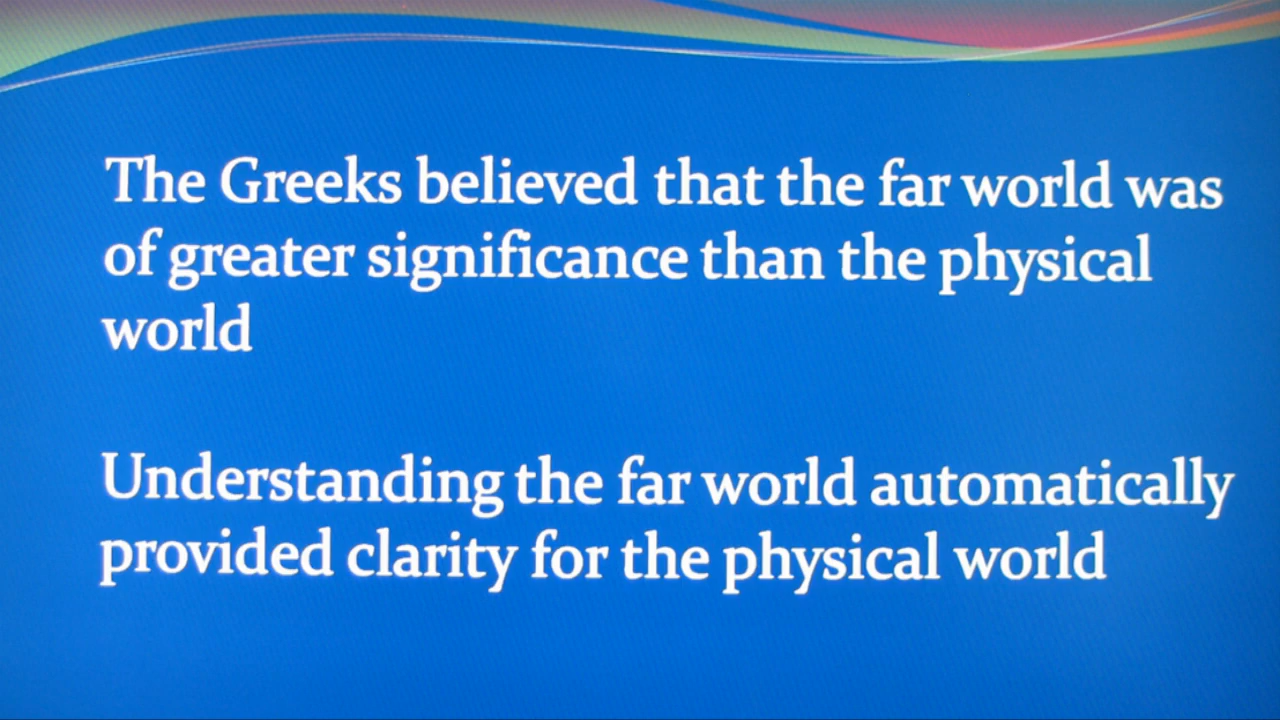 The Greeks believed that the far world was
of greater significance than the physical
world
Understanding the far world automatically
provided clarity for the physical world